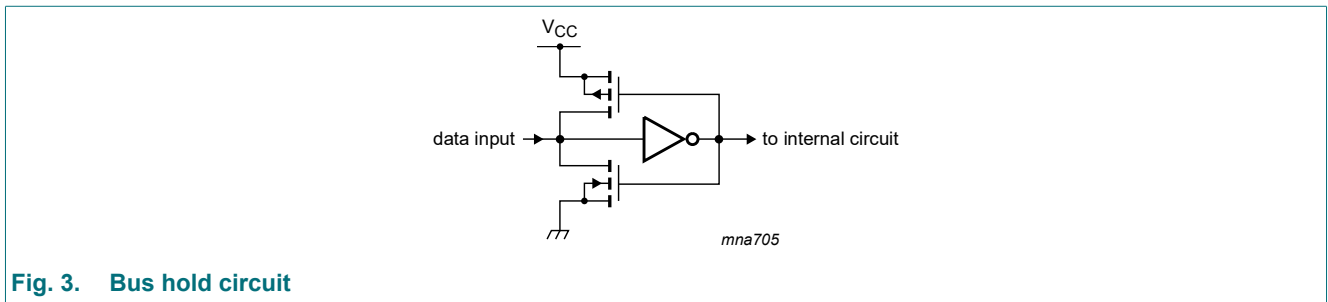 VCC
data input
to internal circuit
mna705
Fig. 3. Bus hold circuit